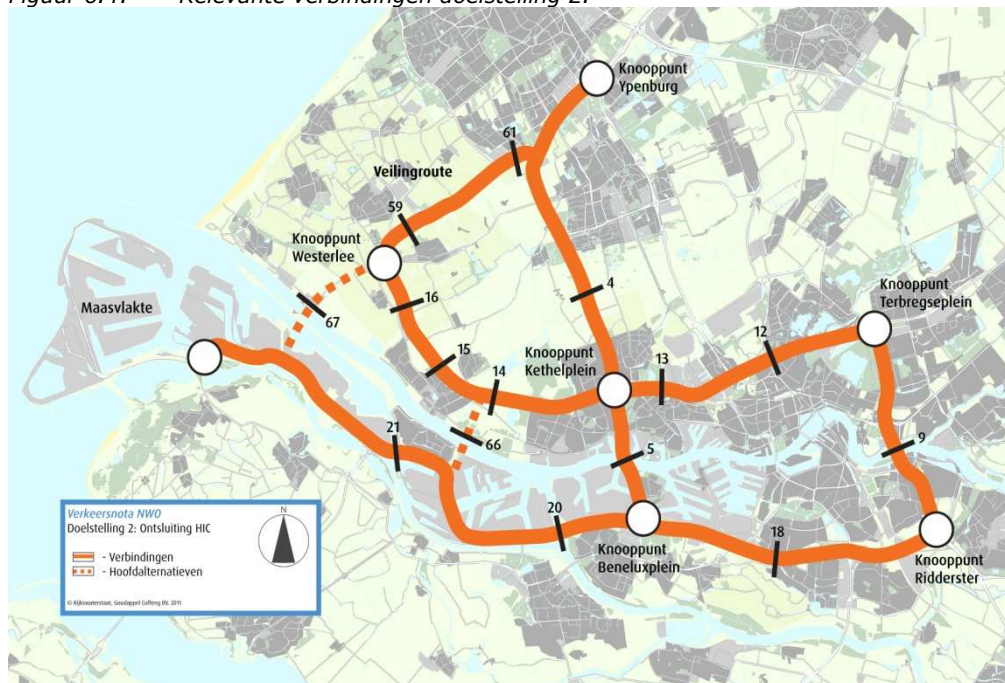 Figuur 6.4. Relevante verbindingen doelstelling 2.
Knooppunt
Ypenburg
61
Veilingroute
59
Knooppunt
Westerlee
16
4
Maasvlakte
67
Knooppunt
Terbregseplein
12
15
Knooppunt
Kethelplein
13
14
21
66
5
9
20
18
Knooppunt
Beneluxplein
Knooppunt
Ridderster
Verkeersnota NWO
Doelstelling 2: Ontsluiting HIC
N
- Verbindingen
- Hoofdalternatieven
© Rijkswaterstaat, Goudappel Coffeng BV, 2011